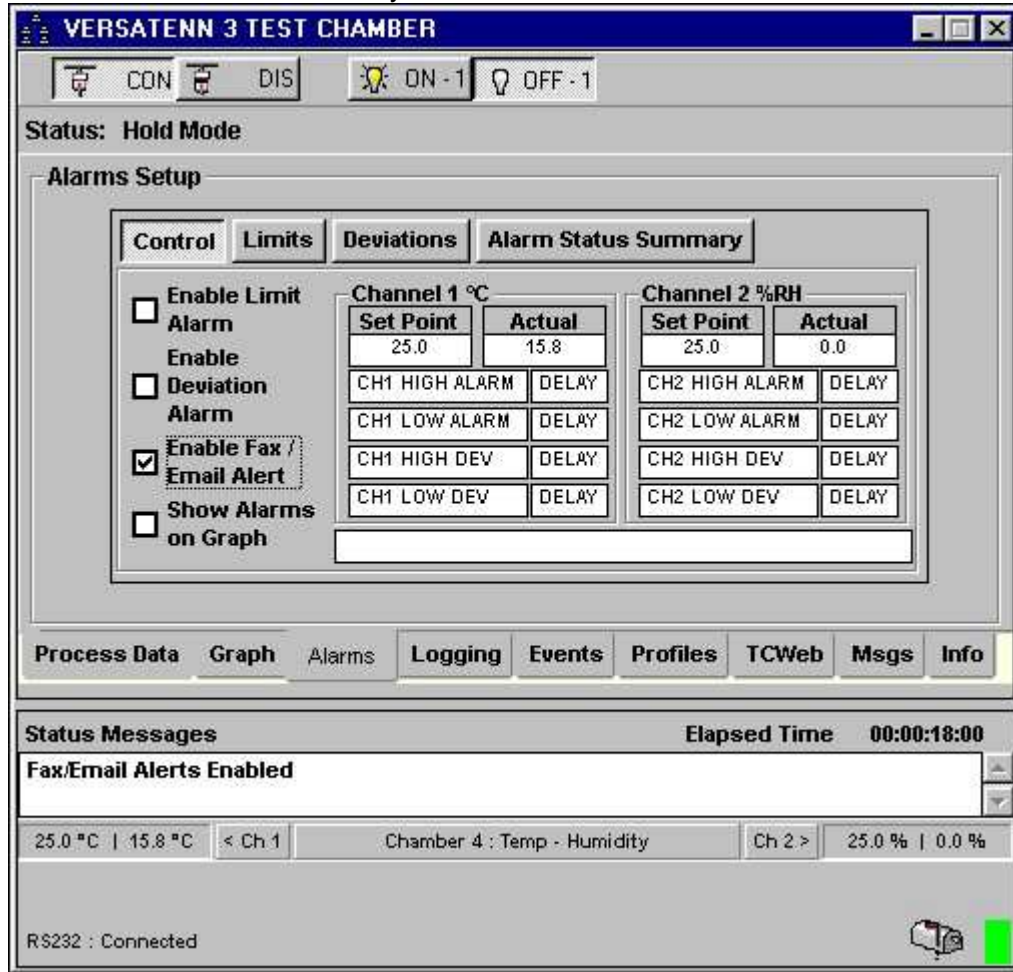 VERSATENN 3 TEST CHAMBER
CON DIS ON - 1 OFF - 1
Status: Hold Mode
Alarms Setup
Control Limits Deviations Alarm Status Summary
Enable Limit
Alarm
Enable
Deviation
Alarm
Enable Fax /
Email Alert
Show Alarms
on Graph
Channel 1 °C
Set Point Actual
25.0 15.8
CH1 HIGH ALARM DELAY
CH1 LOW ALARM DELAY
CH1 HIGH DEV DELAY
CH1 LOW DEV DELAY
Channel 2 %RH
Set Point Actual
25.0 0.0
CH2 HIGH ALARM DELAY
CH2 LOW ALARM DELAY
CH2 HIGH DEV DELAY
CH2 LOW DEV DELAY
Process Data Graph Alarms Logging Events Profiles TCWeb Msgs Info
Status Messages Elapsed Time 00:00:18:00
Fax/Email Alerts Enabled
25.0 °C | 15.8 °C < Ch 1 Chamber 4 : Temp - Humidity Ch 2 > 25.0 % | 0.0 %
RS232 : Connected